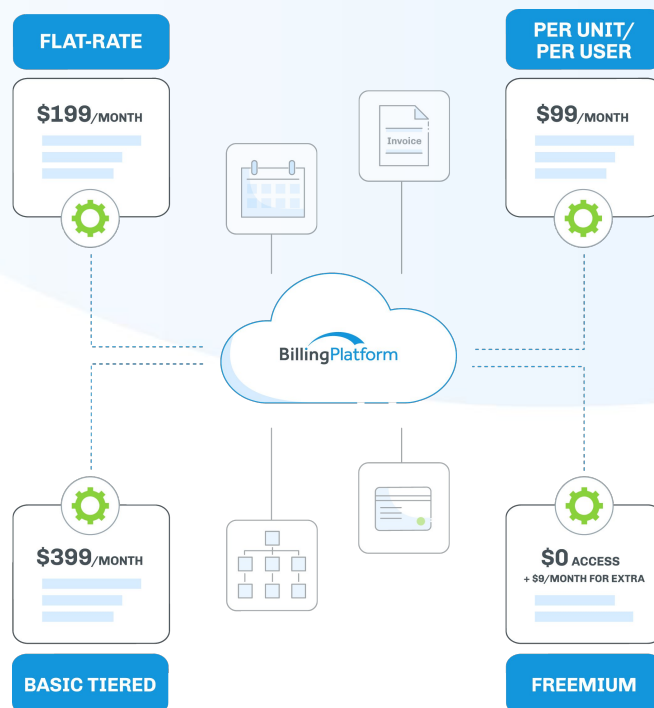 FLAT-RATE
$199/MONTH
PER UNIT/
PER USER
$99/MONTH
Invoice
BillingPlatform
$399/MONTH
BASIC TIERED
$0 ACCESS
+ $9/MONTH FOR EXTRA
FREEMIUM